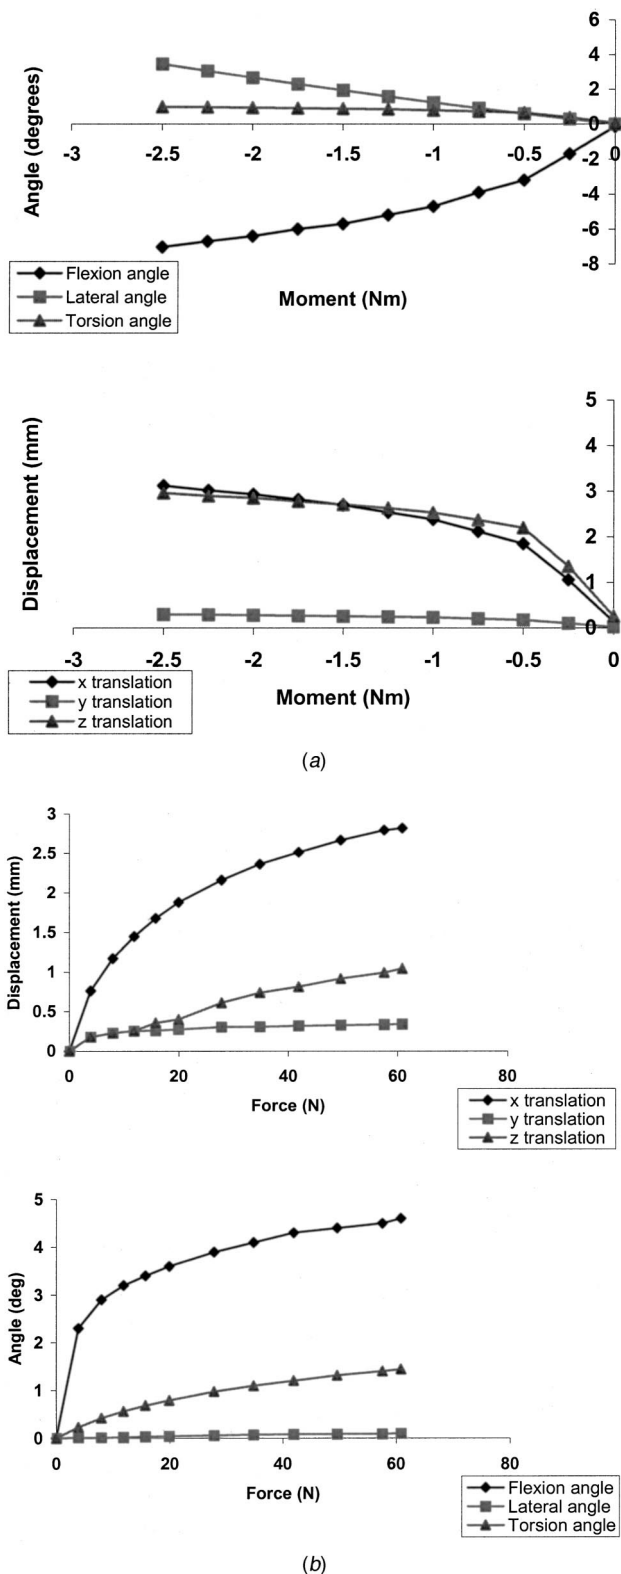 6
4
2
0
-3 -2.5 -2 -1.5 -1 -0.5 0
-2
-4
-6
-8
Angle (degrees)
Moment (Nm)
Flexion angle
Lateral angle
Torsion angle
5
4
3
2
1
0
Displacement (mm)
-3 -2.5 -2 -1.5 -1 -0.5 0
Moment (Nm)
x translation
y translation
z translation
(a)
3
2.5
2
1.5
1
0.5
0
Displacement (mm)
0 20 40 60 80
Force (N)
x translation
y translation
z translation
5
4
3
2
1
0
Angle (deg)
0 20 40 60 80
Force (N)
Flexion angle
Lateral angle
Torsion angle
(b)